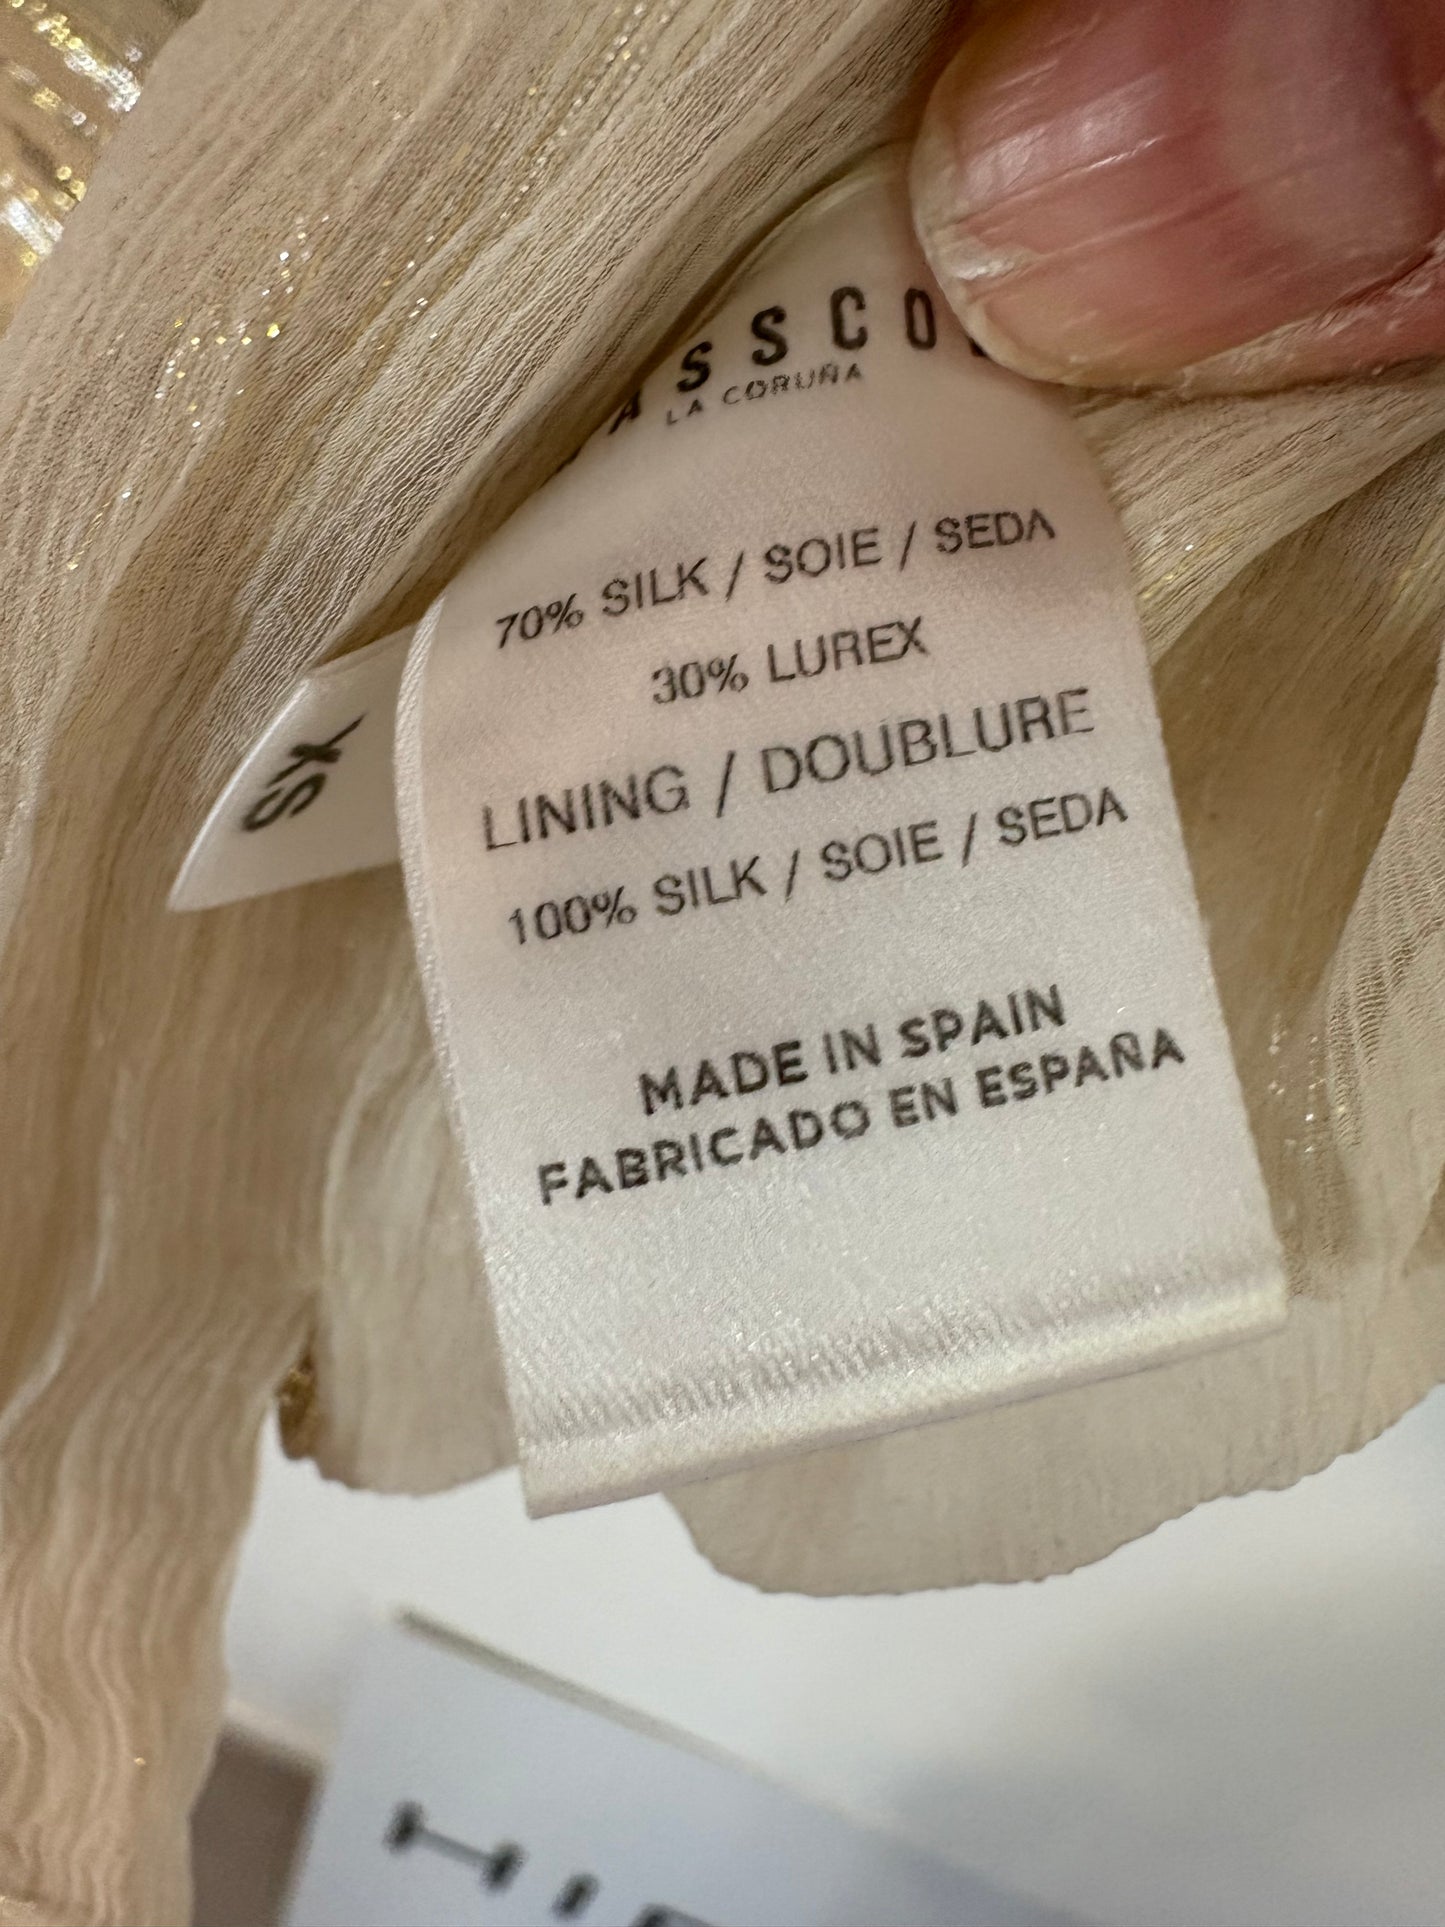 LA CORUÑA
70% SILK / SOIE / SEDA
30% LUREX
LINING / DOUBLURE
100% SILK / SOIE / SEDA
MADE IN SPAIN
FABRICADO EN ESPAÑA
XS